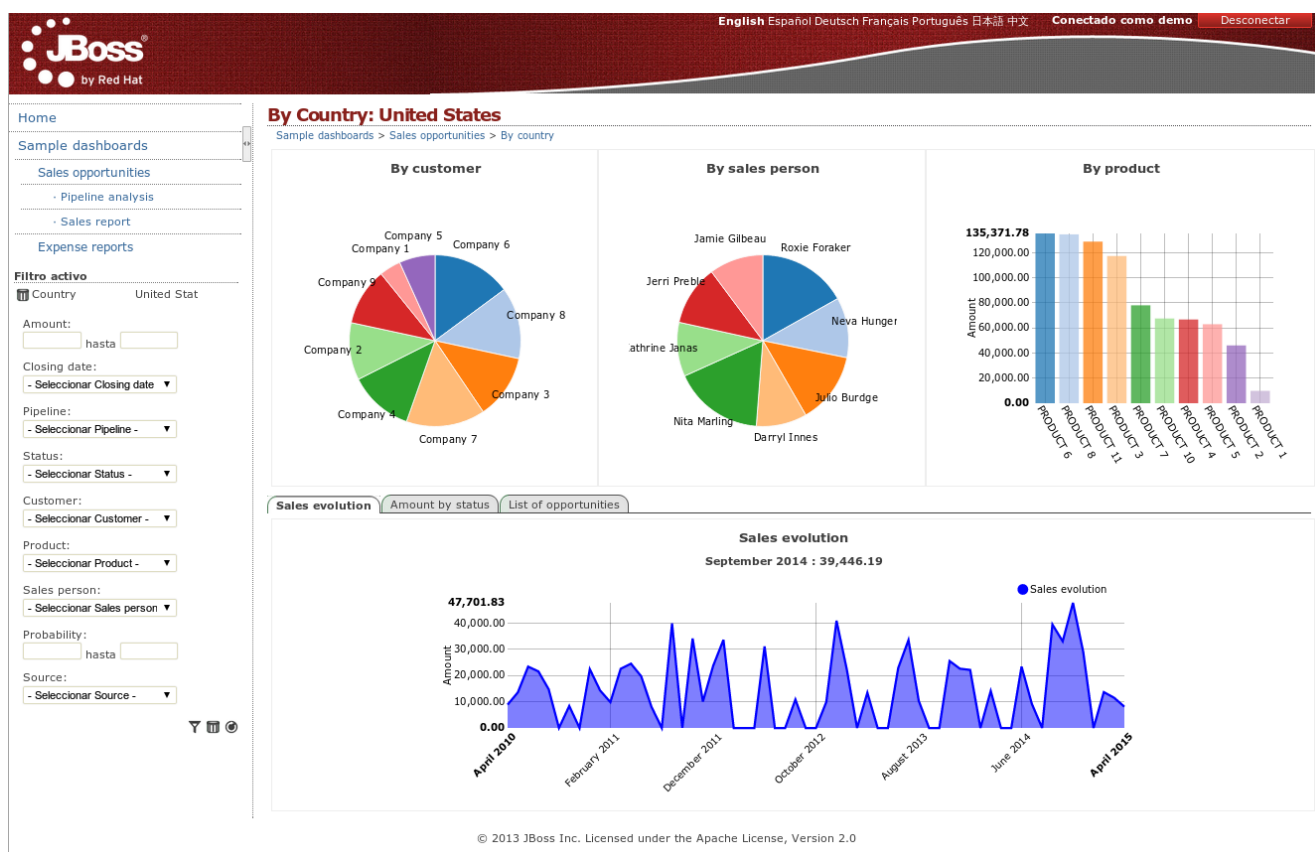 English Español Deutsch Français Português 日本語 中文 Conectado como demo Desconectar
JBoss®
by Red Hat
Home
Sample dashboards
Sales opportunities
· Pipeline analysis
· Sales report
Expense reports
Filtro activo
Country United Stat
Amount:
hasta
Closing date:
- Seleccionar Closing date
Pipeline:
- Seleccionar Pipeline -
Status:
- Seleccionar Status -
Customer:
- Seleccionar Customer -
Product:
- Seleccionar Product -
Sales person:
- Seleccionar Sales person
Probability:
hasta
Source:
- Seleccionar Source -
By Country: United States
Sample dashboards > Sales opportunities > By country
By customer
Company 5
Company 6
Company 1
Company 9
Company 8
Company 2
Company 3
Company 4
Company 7
By sales person
Jamie Gilbeau
Roxie Foraker
Jerri Preble
Neva Hunger
athrine Janas
Julio Burdge
Nita Marling
Darryl Innes
By product
135,371.78
120,000.00
100,000.00
80,000.00
60,000.00
40,000.00
20,000.00
0.00
Amount
PRODUCT 6
PRODUCT 8
PRODUCT 11
PRODUCT 3
PRODUCT 7
PRODUCT 10
PRODUCT 4
PRODUCT 5
PRODUCT 2
PRODUCT 1
Sales evolution Amount by status List of opportunities
Sales evolution
September 2014 : 39,446.19
Sales evolution
47,701.83
40,000.00
30,000.00
20,000.00
10,000.00
0.00
Amount
April 2010
February 2011
December 2011
October 2012
August 2013
June 2014
April 2015
© 2013 JBoss Inc. Licensed under the Apache License, Version 2.0